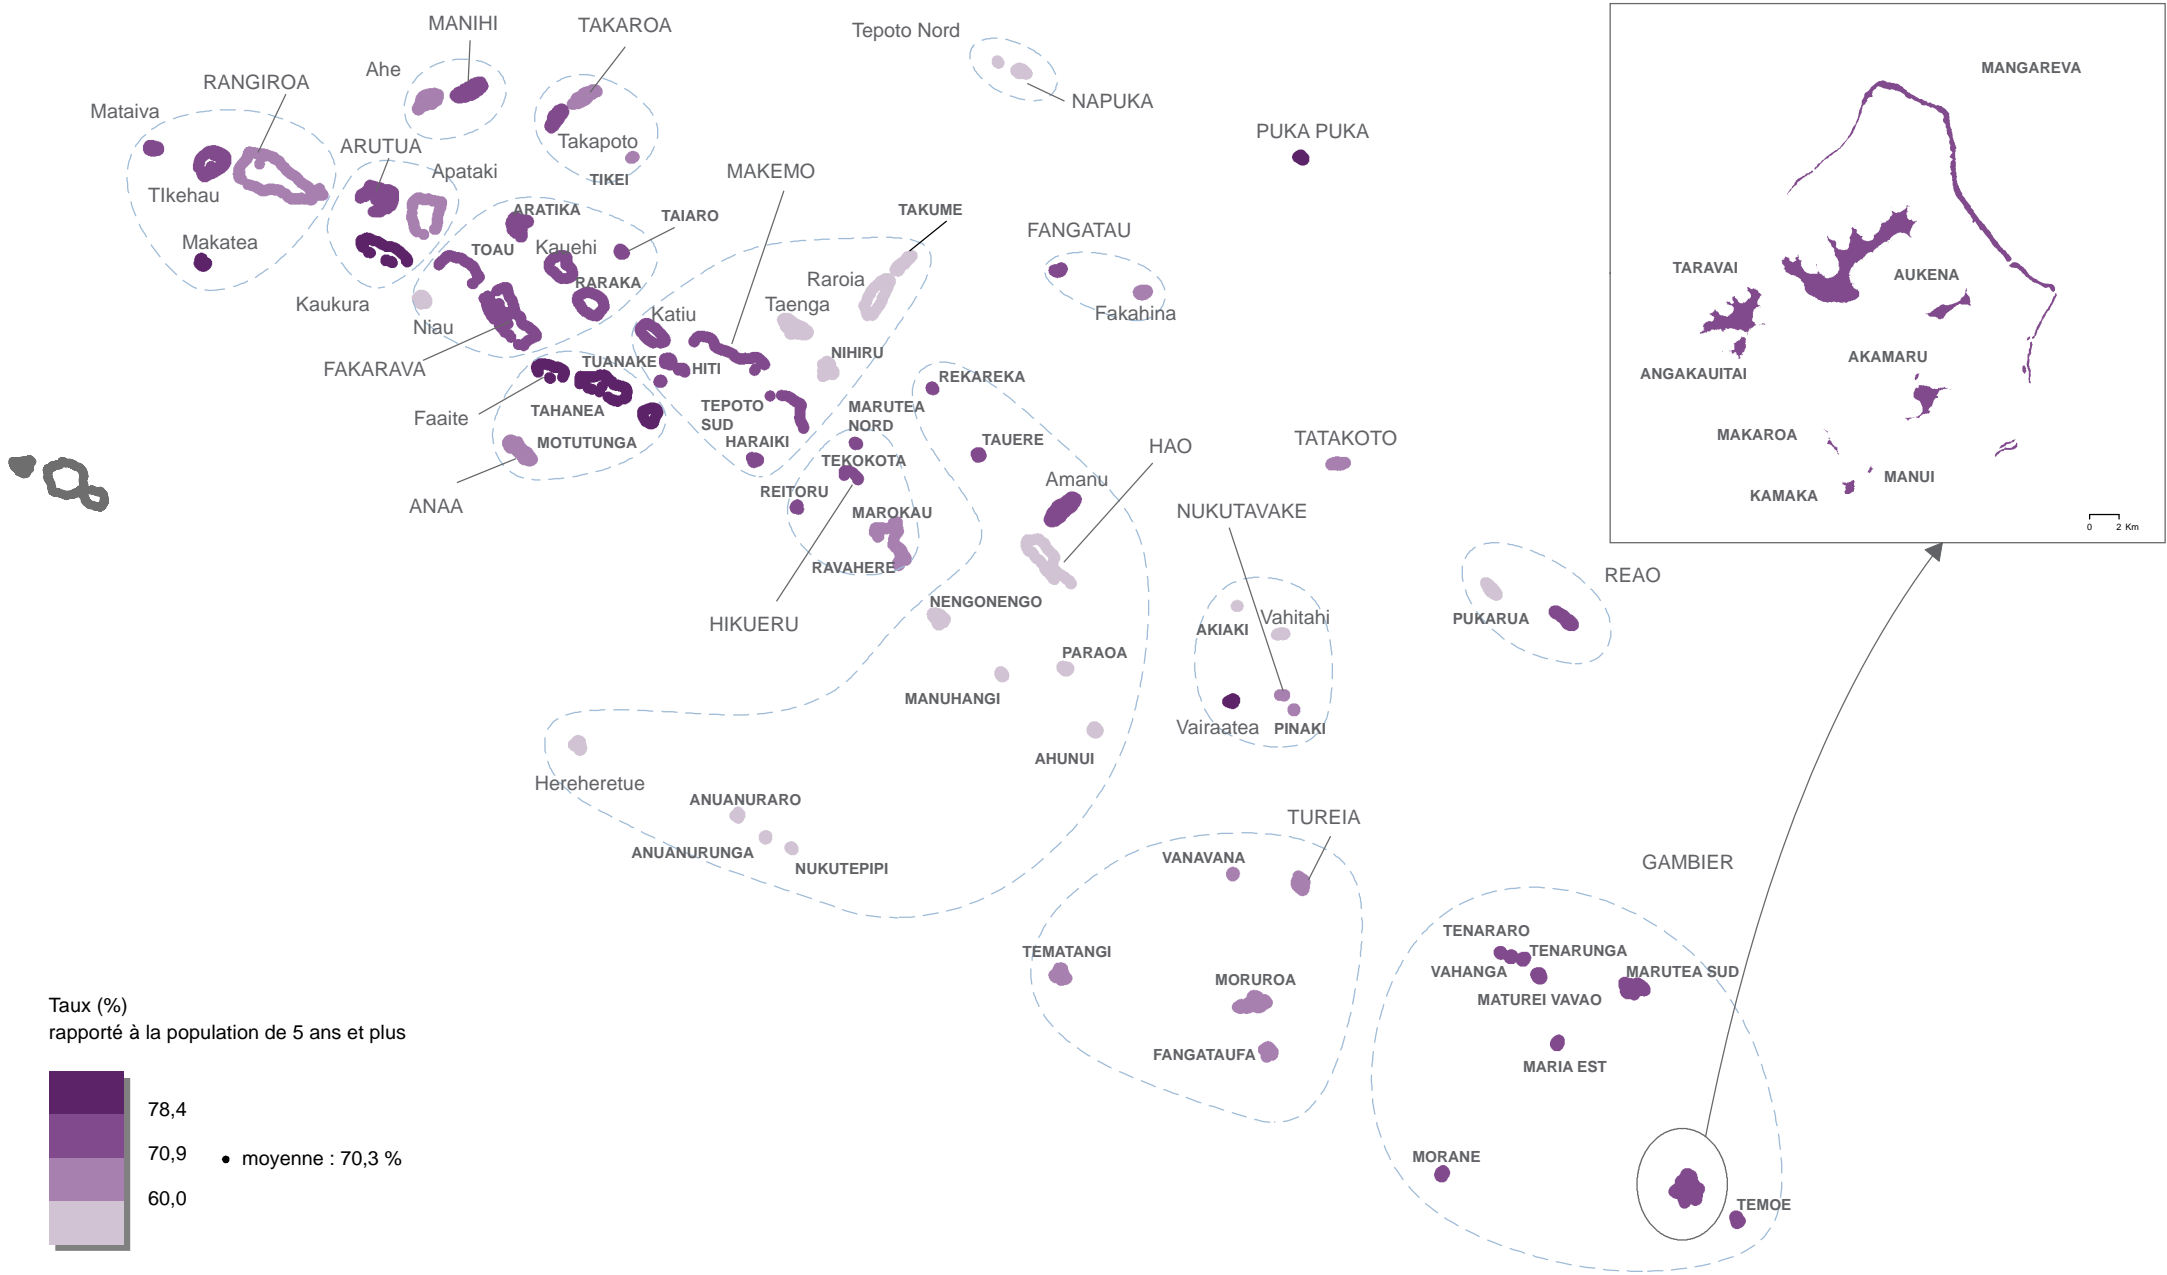 MANIHI
TAKAROA
Tepoto Nord
Ahe
RANGIROA
NAPUKA
Mataiva
MANGAREVA
PUKA PUKA
ARUTUA
Takapoto
Apataki
MAKEMO
TIKEI
TIkehau
ARATIKA
TAIARO
TAKUME
FANGATAU
Makatea
TOAU
Kauehi
RARAKA
Raroia
Taenga
Kaukura
Niau
Katiu
Fakahina
TARAVAI
AUKENA
FAKARAVA
TUANAKE
HITI
NIHIRU
REKAREKA
AKAMARU
ANGAKAUITAI
Faaite
TAHANEA
TEPOTO
SUD
MARUTEA
NORD
MOTUTUNGA
HARAIKI
TAUERE
HAO
TATAKOTO
MAKAROA
TEKOKOTA
REITORU
Amanu
MANUI
KAMAKA
ANAA
MAROKAU
NUKUTAVAKE
0 2 Km
RAVAHERE
REAO
NENGONENGO
HIKUERU
AKIAKI
Vahitahi
PUKARUA
PARAOA
MANUHANGI
Vairaatea
PINAKI
AHUNUI
Hereheretue
ANUANURARO
ANUANURUNGA
NUKUTEPIPI
TUREIA
VANAVANA
GAMBIER
TENARARO
TENARUNGA
TEMATANGI
VAHANGA
MARUTEA SUD
MORUROA
MATUREI VAVAO
FANGATAUFA
MARIA EST
MORANE
TEMOE
Taux (%)
rapporté à la population de 5 ans et plus
78,4
70,9
• moyenne : 70,3 %
60,0